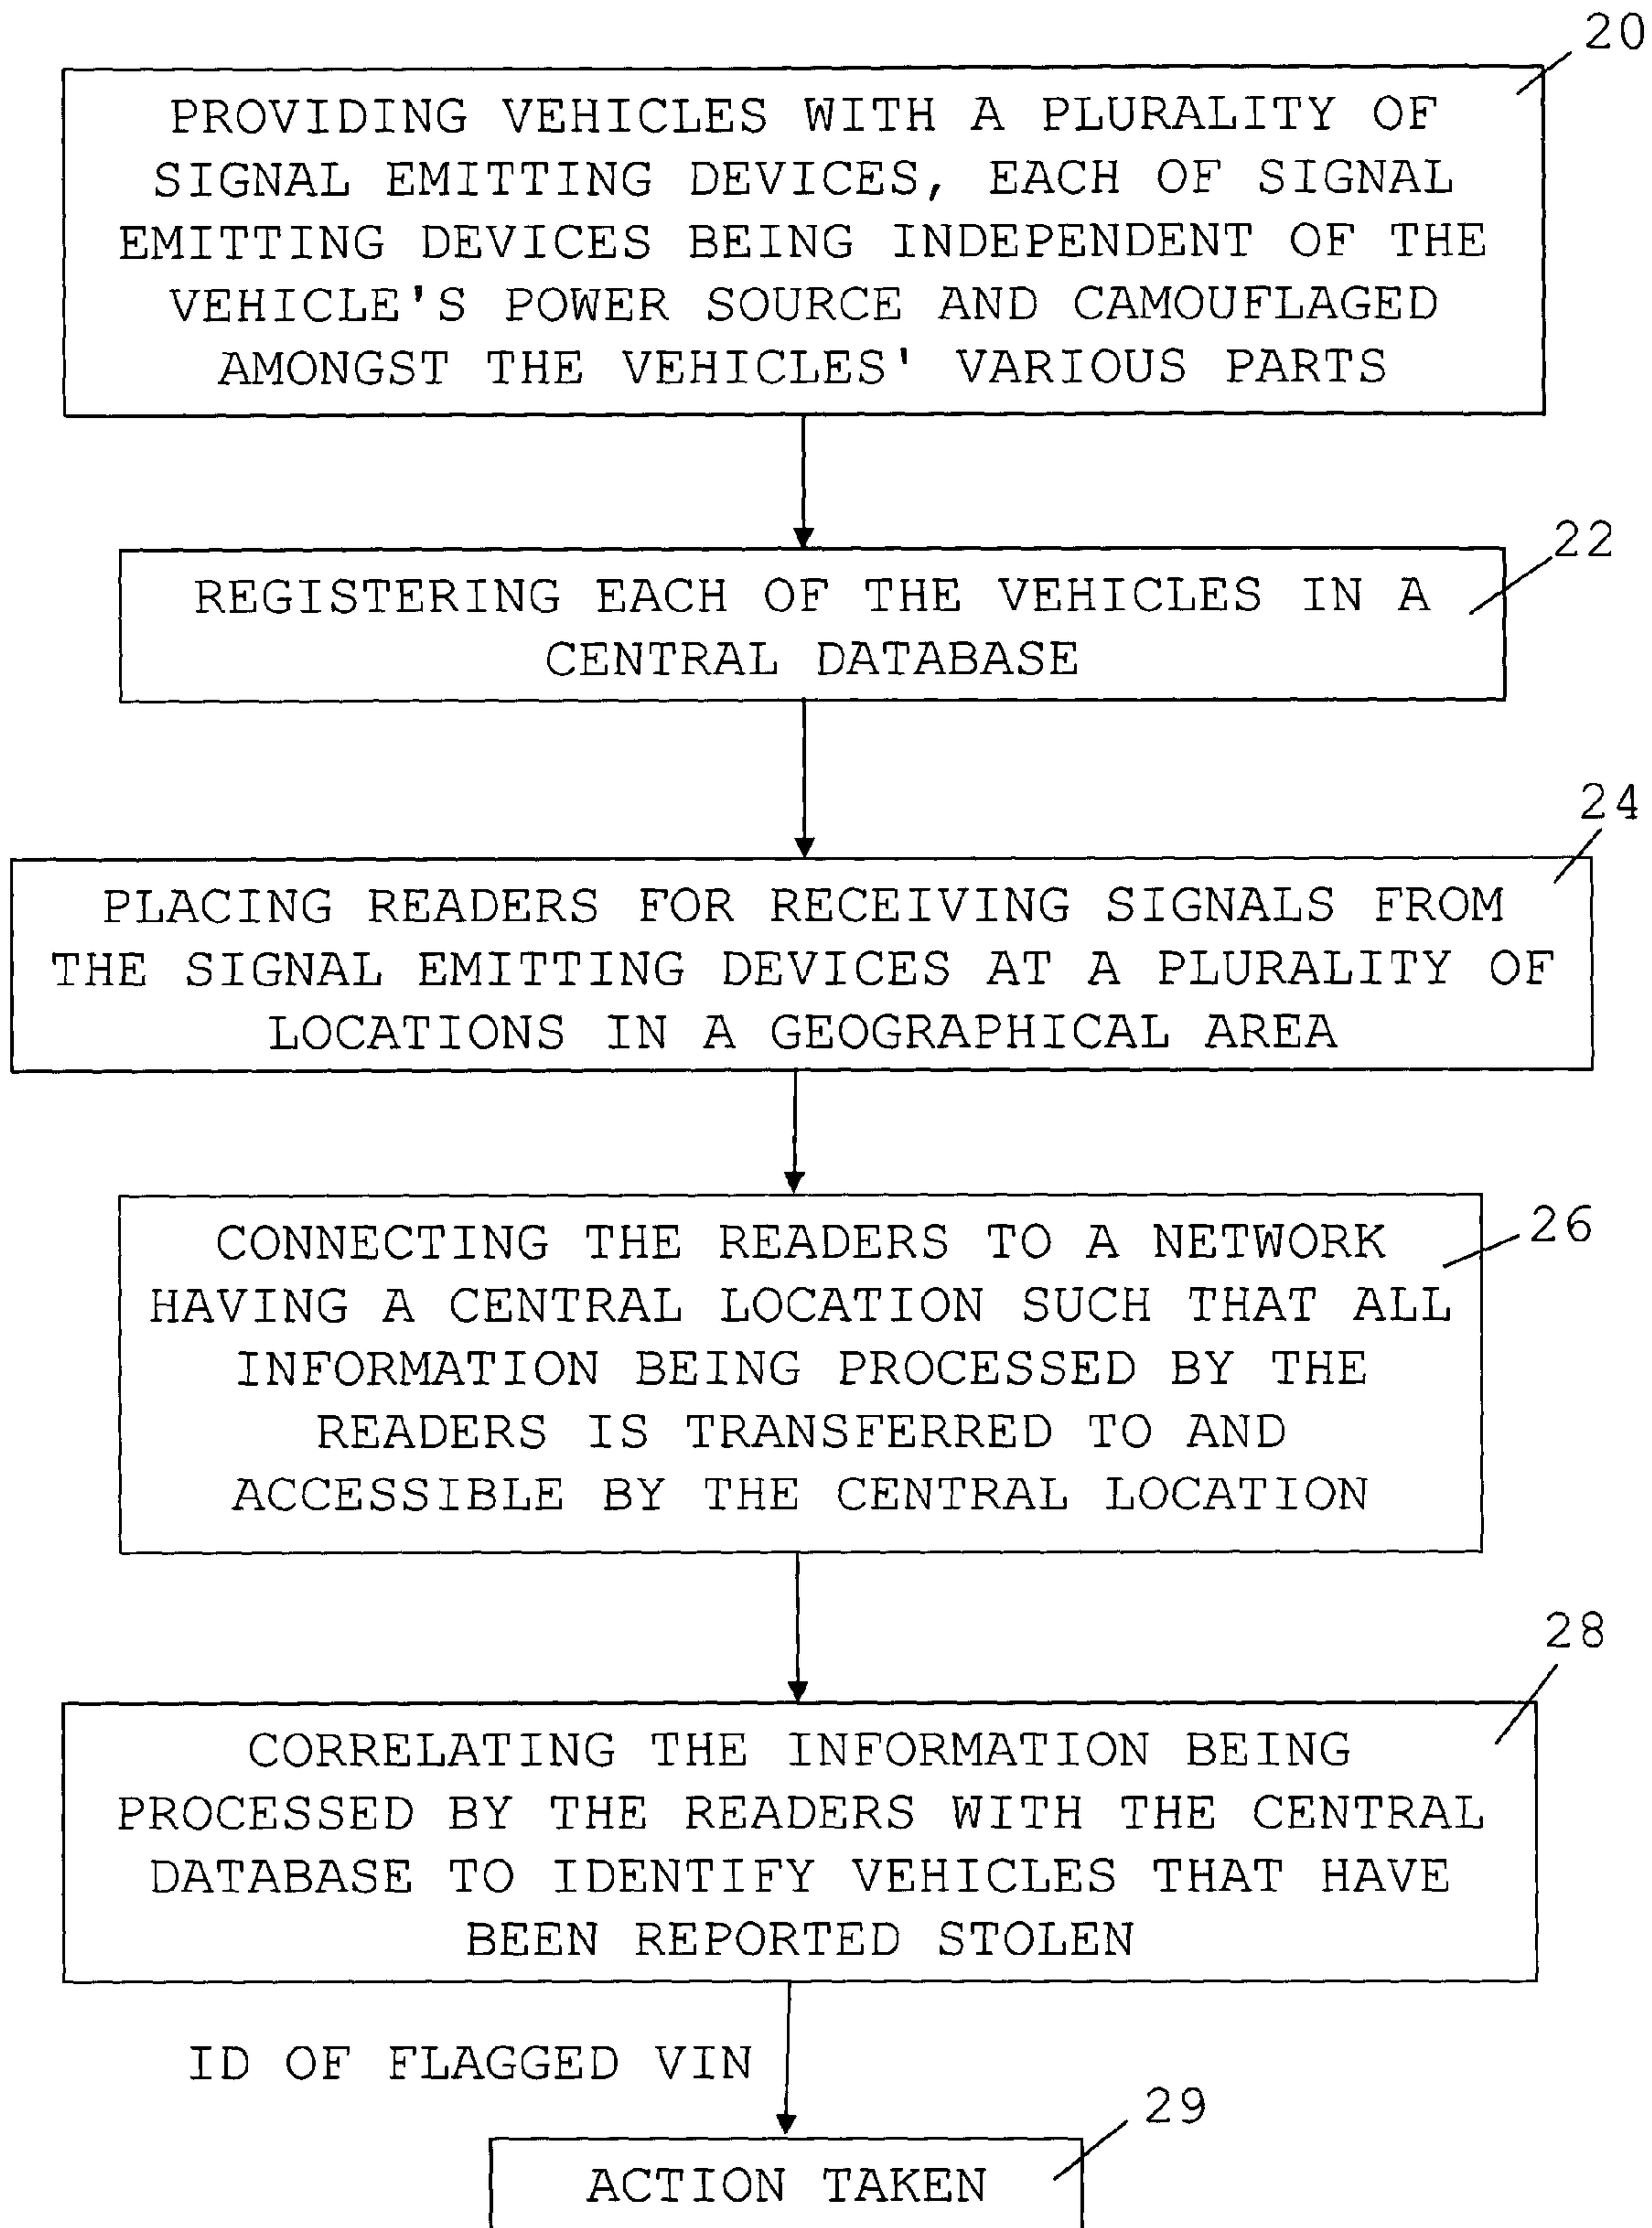 20
PROVIDING VEHICLES WITH A PLURALITY OF
SIGNAL EMITTING DEVICES, EACH OF SIGNAL
EMITTING DEVICES BEING INDEPENDENT OF THE
VEHICLE'S POWER SOURCE AND CAMOUFLAGED
AMONGST THE VEHICLES' VARIOUS PARTS
22
REGISTERING EACH OF THE VEHICLES IN A
CENTRAL DATABASE
24
PLACING READERS FOR RECEIVING SIGNALS FROM
THE SIGNAL EMITTING DEVICES AT A PLURALITY OF
LOCATIONS IN A GEOGRAPHICAL AREA
26
CONNECTING THE READERS TO A NETWORK
HAVING A CENTRAL LOCATION SUCH THAT ALL
INFORMATION BEING PROCESSED BY THE
READERS IS TRANSFERRED TO AND
ACCESSIBLE BY THE CENTRAL LOCATION
28
CORRELATING THE INFORMATION BEING
PROCESSED BY THE READERS WITH THE CENTRAL
DATABASE TO IDENTIFY VEHICLES THAT HAVE
BEEN REPORTED STOLEN
ID OF FLAGGED VIN
29
ACTION TAKEN